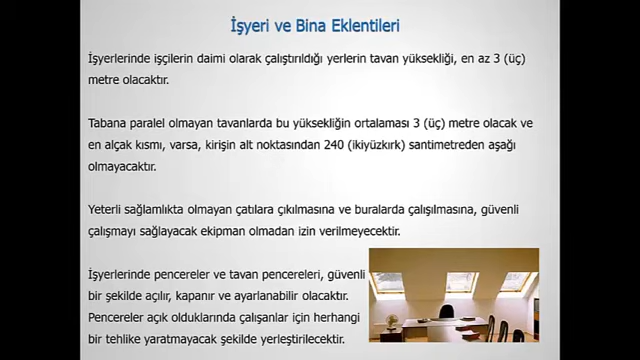 İşyeri ve Bina Eklentileri
İşyerlerinde işçilerin daimi olarak çalıştırıldığı yerlerin tavan yüksekliği, en az 3 (üç)
metre olacaktır.
Tabana paralel olmayan tavanlarda bu yüksekliğin ortalaması 3 (üç) metre olacak ve
en alçak kısmı, varsa, kirişin alt noktasından 240 (ikiyüzkırk) santimetreden aşağı
olmayacaktır.
Yeterli sağlamlıkta olmayan çatılara çıkılmasına ve buralarda çalışılmasına, güvenli
çalışmayı sağlayacak ekipman olmadan izin verilmeyecektir.
İşyerlerinde pencereler ve tavan pencereleri, güvenli
bir şekilde açılır, kapanır ve ayarlanabilir olacaktır.
Pencereler açık olduklarında çalışanlar için herhangi
bir tehlike yaratmayacak şekilde yerleştirilecektir.